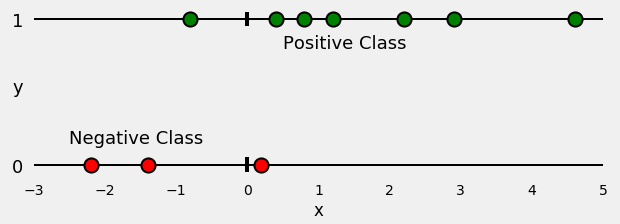 1
Positive Class
y
Negative Class
0
−3 −2 −1 0 1 2 3 4 5
x